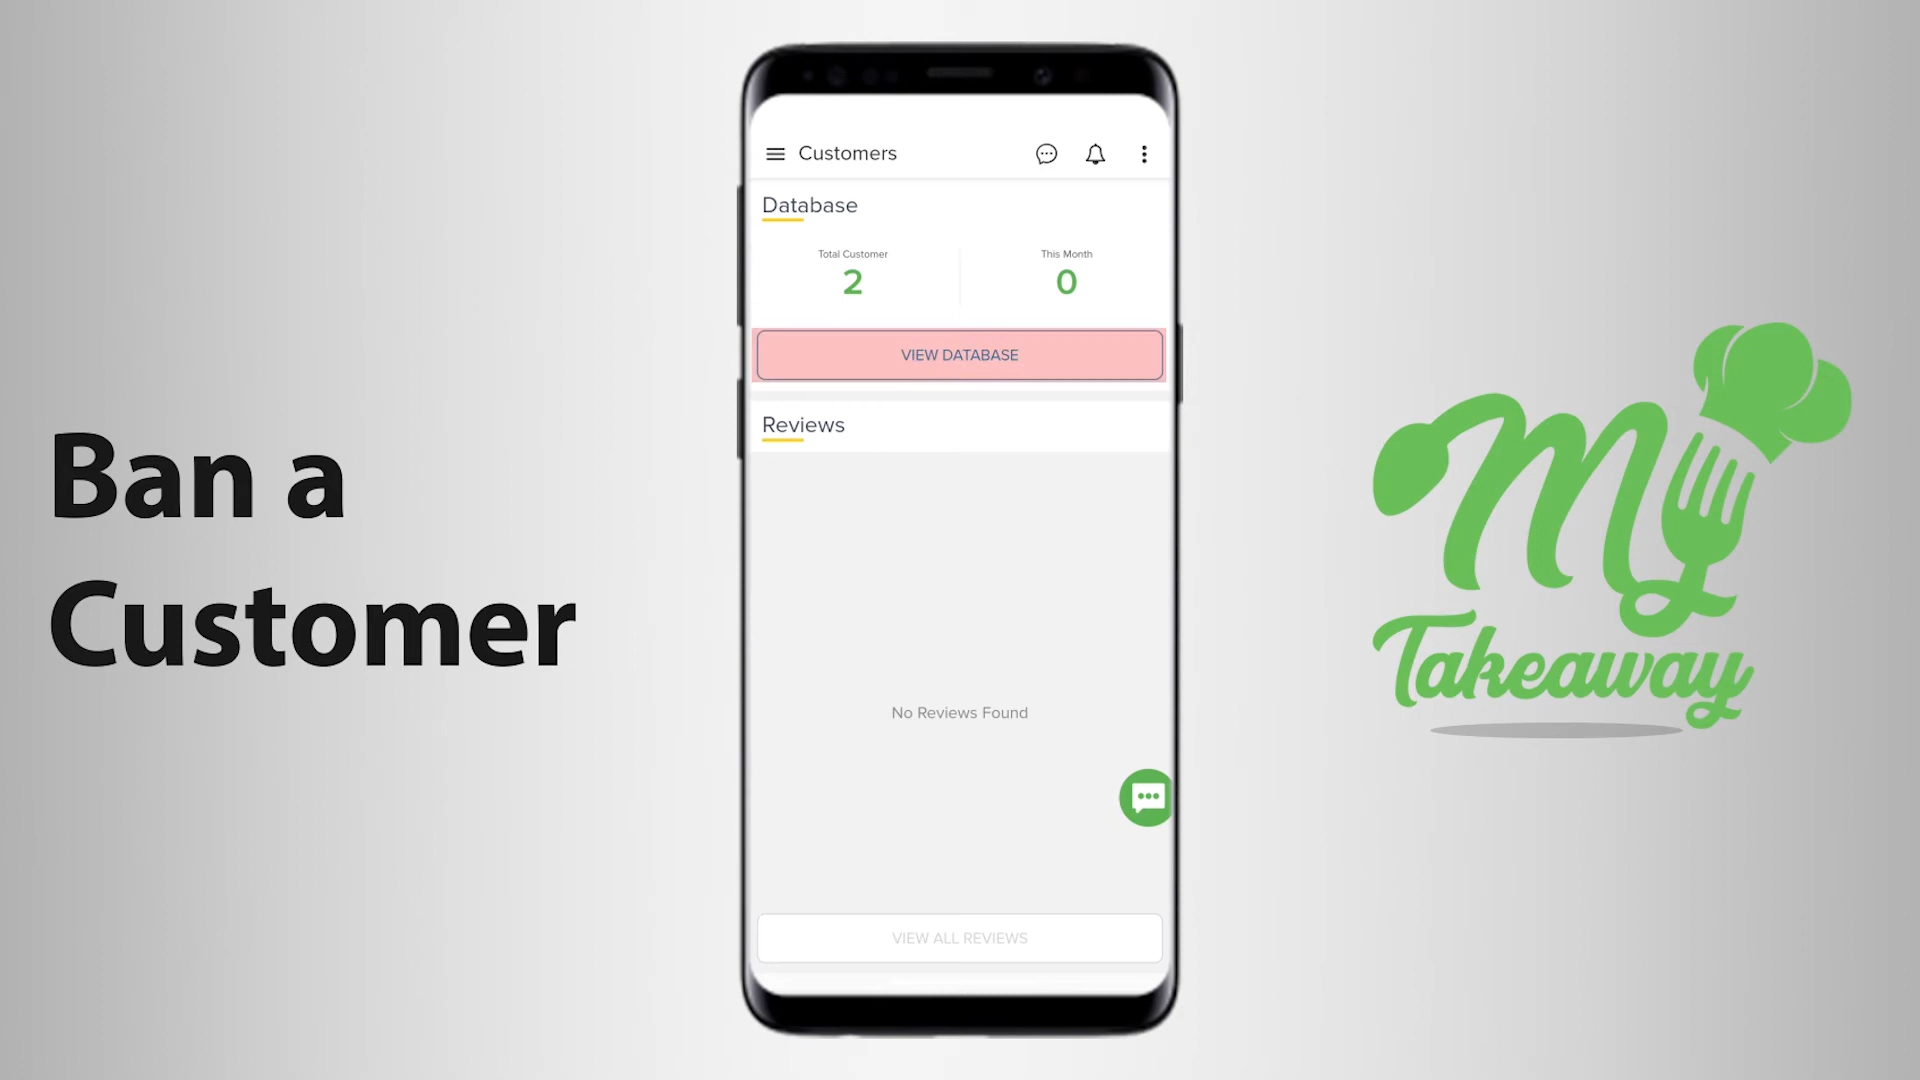 Ban a
Customer
Customers
Database
Total Customer
2
This Month
0
VIEW DATABASE
Reviews
No Reviews Found
VIEW ALL REVIEWS
My
Takeaway